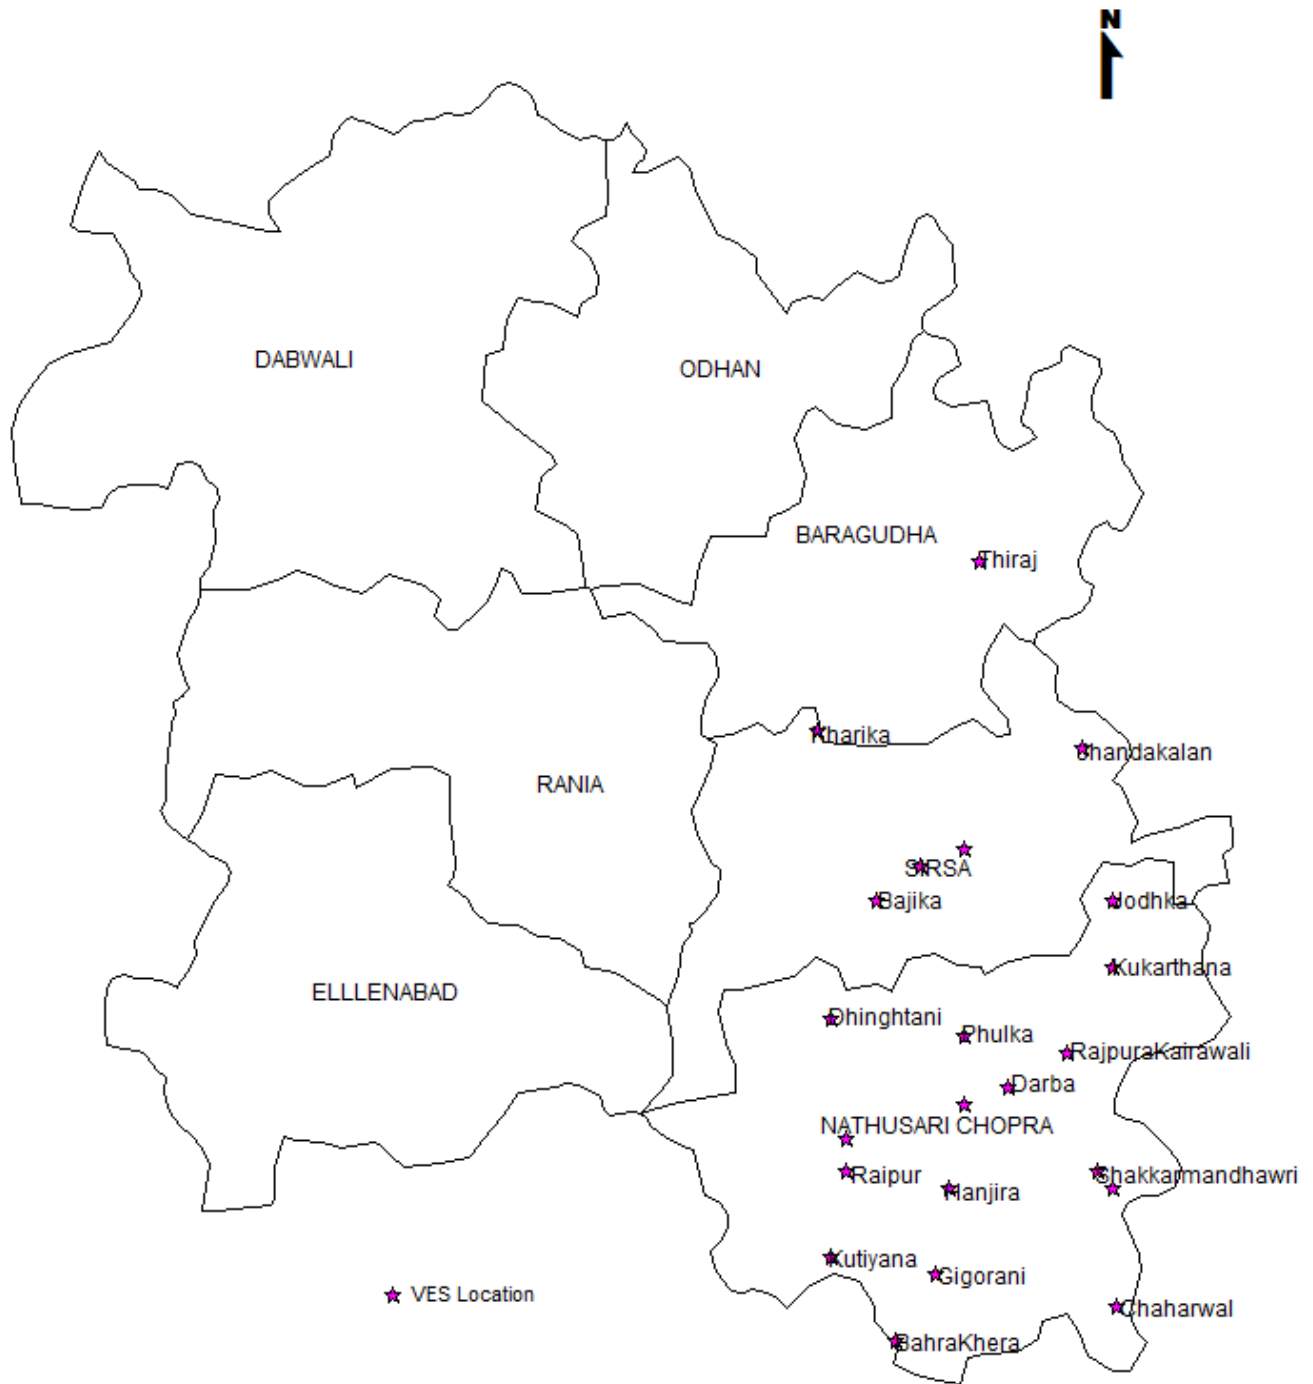 N
DABWALI
ODHAN
BARAGUDHA
Thiraj
Kharika
Chandakalan
RANIA
SIRSA
Bajika
Jodhka
Kukarthana
ELLLENABAD
Dhinghtani
Phulka
RajpuraKairawali
Darba
NATHUSARI CHOPRA
Raipur
Shakkarmandhawri
Hanjira
Kutiyana
Gigorani
VES Location
Chaharwal
BahraKhera